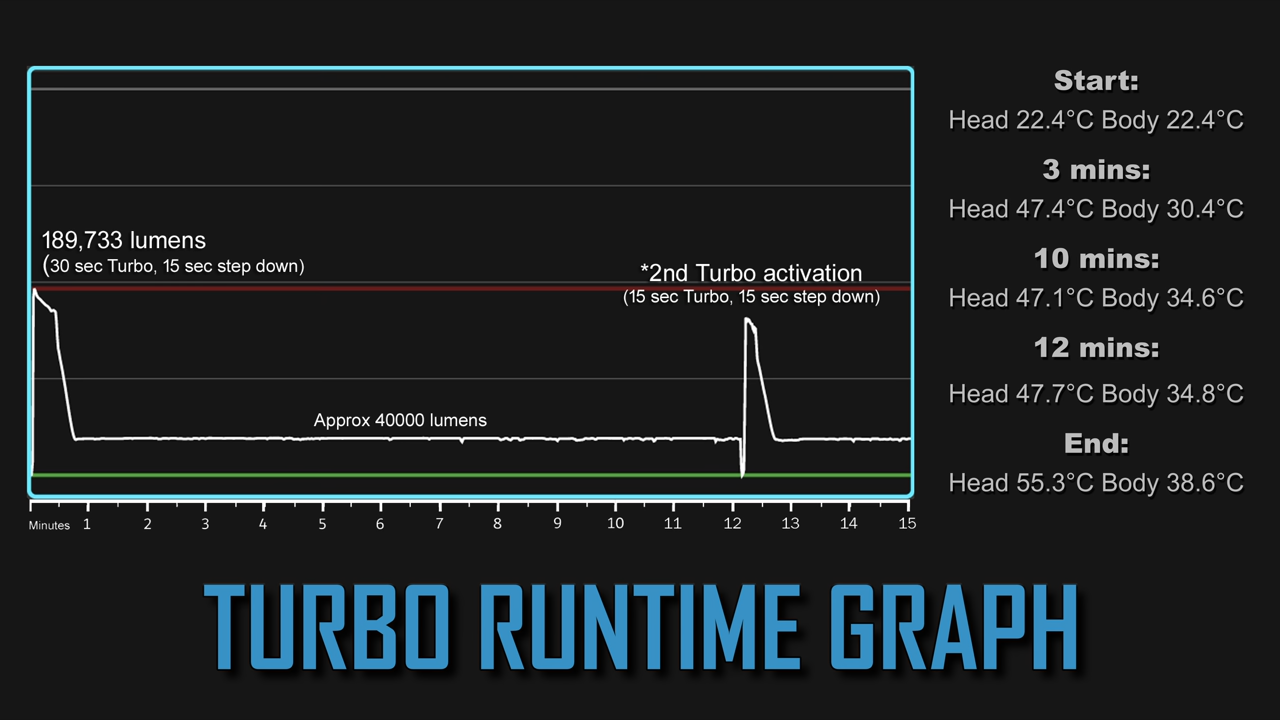 189,733 lumens
(30 sec Turbo, 15 sec step down)
*2nd Turbo activation
(15 sec Turbo, 15 sec step down)
Approx 40000 lumens
Minutes 1 2 3 4 5 6 7 8 9 10 11 12 13 14 15
Start:
Head 22.4°C Body 22.4°C
3 mins:
Head 47.4°C Body 30.4°C
10 mins:
Head 47.1°C Body 34.6°C
12 mins:
Head 47.7°C Body 34.8°C
End:
Head 55.3°C Body 38.6°C
TURBO RUNTIME GRAPH